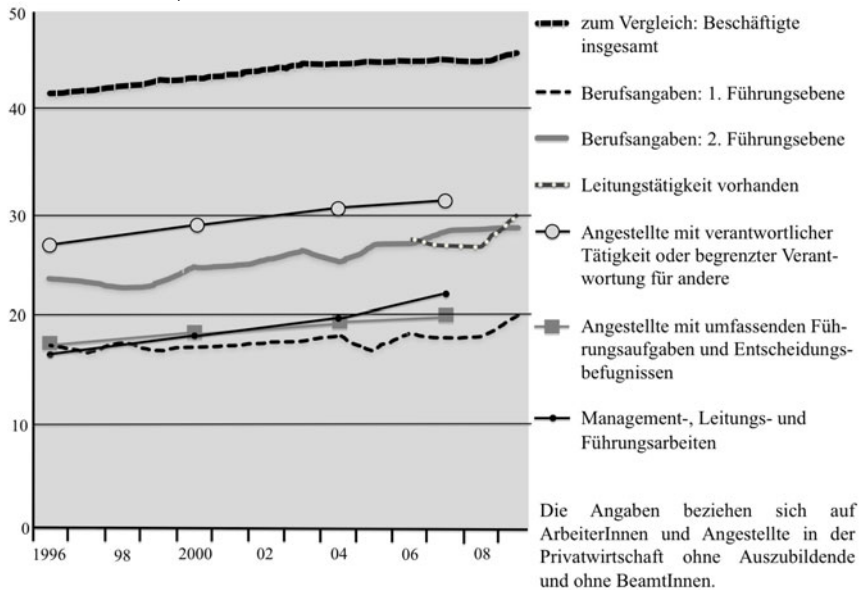 50
40
30
20
10
0
1996
98
2000
02
04
06
08
zum Vergleich: Beschäftigte
insgesamt
Berufsangaben: 1. Führungsebene
Berufsangaben: 2. Führungsebene
Leitungstätigkeit vorhanden
Angestellte mit verantwortlicher
Tätigkeit oder begrenzter Verant-
wortung für andere
Angestellte mit umfassenden Füh-
rungsaufgaben und Entscheidungs-
befugnissen
Management-, Leitungs- und
Führungsarbeiten
Die Angaben beziehen sich auf
ArbeiterInnen und Angestellte in der
Privatwirtschaft ohne Auszubildende
und ohne BeamtInnen.